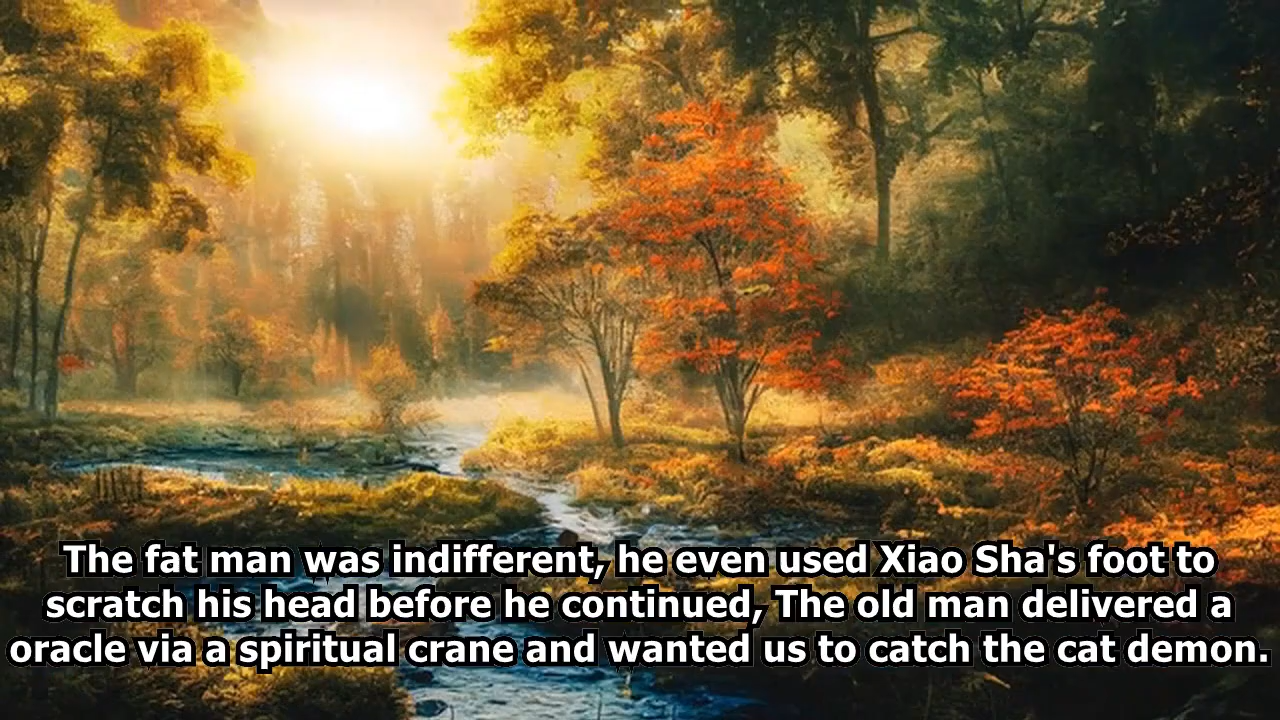 The fat man was indifferent, he even used Xiao Sha's foot to
scratch his head before he continued, The old man delivered a
oracle via a spiritual crane and wanted us to catch the cat demon.